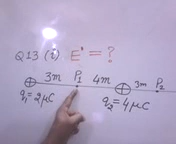 Q13 (i) E' = ?
3m P₁ 4m 3m P₂
q₁ = 2μC q₂ = 4μC